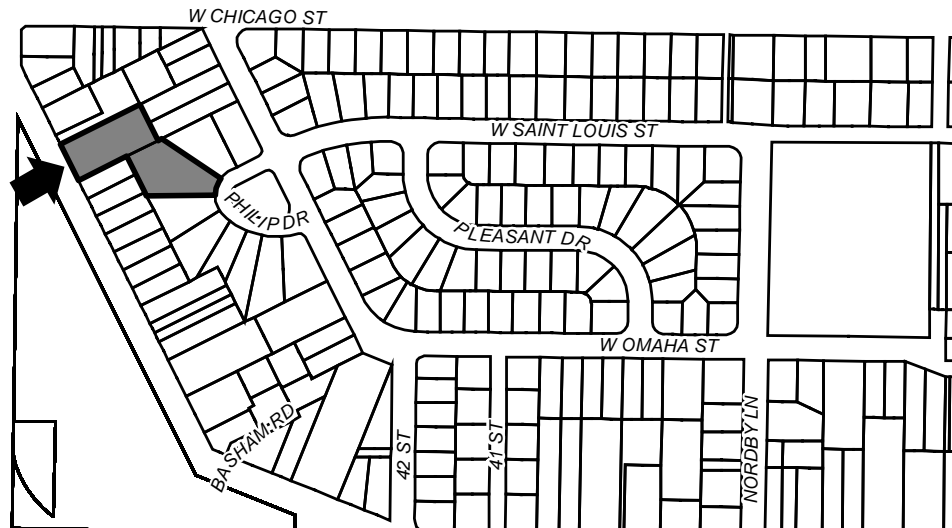 W CHICAGO ST
W SAINT LOUIS ST
PHILIP DR
PLEASANT DR
W OMAHA ST
BASHAM RD
42 ST
41 ST
NORDBY LN